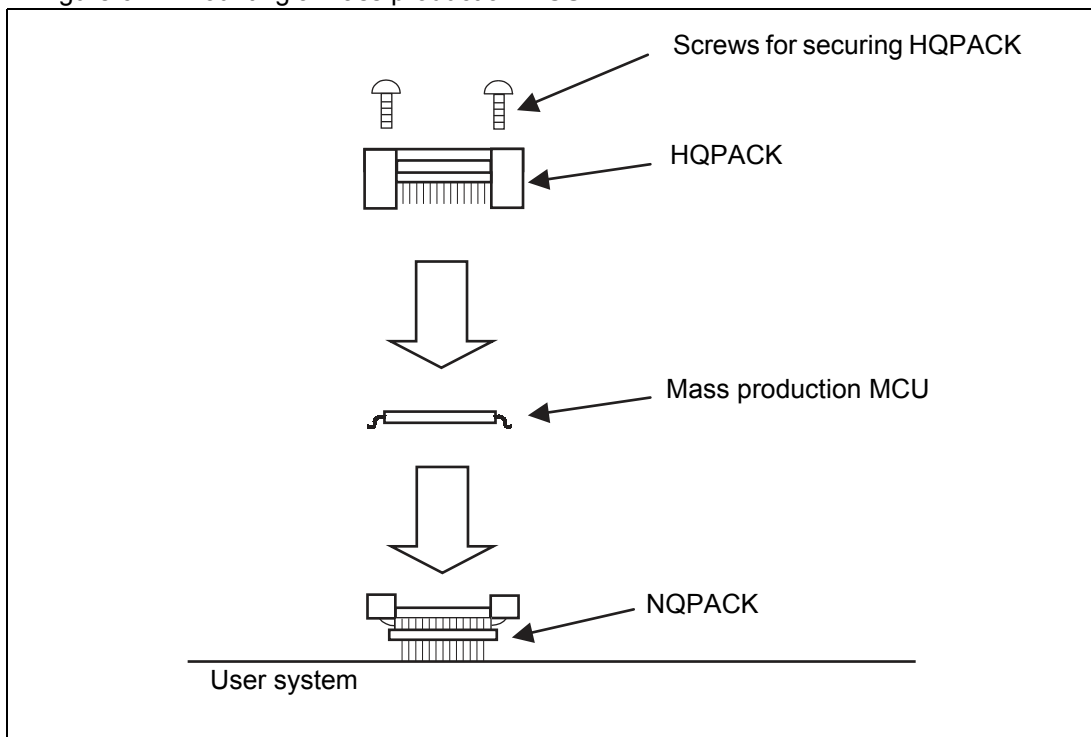 Screws for securing HQPACK
HQPACK
Mass production MCU
NQPACK
User system